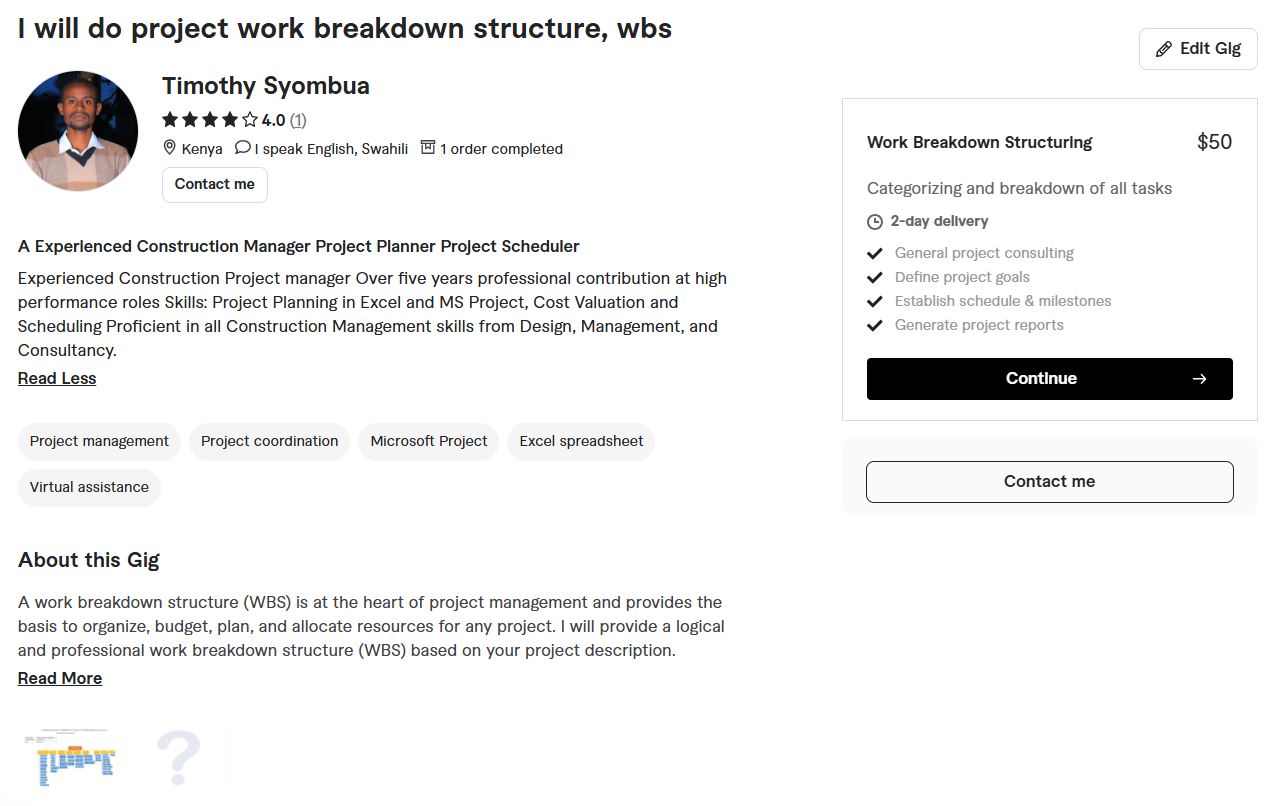 I will do project work breakdown structure, wbs
Edit Gig
Timothy Syombua
4.0 (1)
Kenya I speak English, Swahili 1 order completed
Contact me
A Experienced Construction Manager Project Planner Project Scheduler
Experienced Construction Project manager Over five years professional contribution at high
performance roles Skills: Project Planning in Excel and MS Project, Cost Valuation and
Scheduling Proficient in all Construction Management skills from Design, Management, and
Consultancy.
Read Less
Project management Project coordination Microsoft Project Excel spreadsheet
Virtual assistance
About this Gig
A work breakdown structure (WBS) is at the heart of project management and provides the
basis to organize, budget, plan, and allocate resources for any project. I will provide a logical
and professional work breakdown structure (WBS) based on your project description.
Read More
?
Work Breakdown Structuring $50
Categorizing and breakdown of all tasks
2-day delivery
General project consulting
Define project goals
Establish schedule & milestones
Generate project reports
Continue →
Contact me